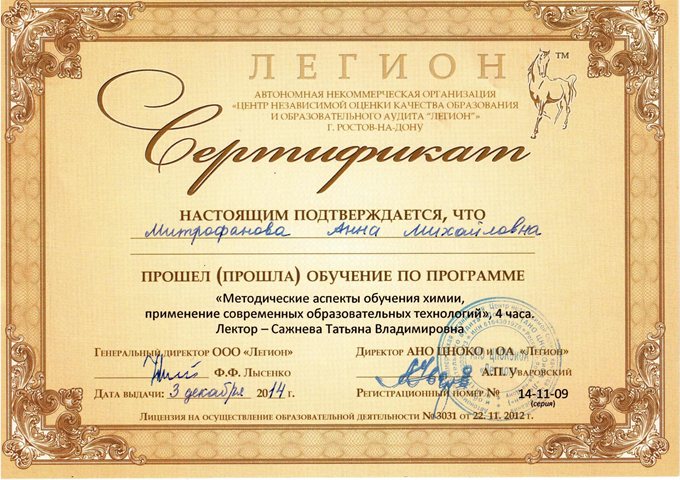 ЛЕГИОН ™
АВТОНОМНАЯ НЕКОММЕРЧЕСКАЯ ОРГАНИЗАЦИЯ
«ЦЕНТР НЕЗАВИСИМОЙ ОЦЕНКИ КАЧЕСТВА ОБРАЗОВАНИЯ
И ОБРАЗОВАТЕЛЬНОГО АУДИТА "ЛЕГИОН"»
Г. РОСТОВ-НА-ДОНУ
Сертификат
НАСТОЯЩИМ ПОДТВЕРЖДАЕТСЯ, ЧТО
Митрофанова Анна Михайловна
ПРОШЕЛ (ПРОШЛА) ОБУЧЕНИЕ ПО ПРОГРАММЕ
«Методические аспекты обучения химии,
применение современных образовательных технологий», 4 часа.
Лектор – Сажнева Татьяна Владимировна
ГЕНЕРАЛЬНЫЙ ДИРЕКТОР ООО «ЛЕГИОН»
Ф.Ф. ЛЫСЕНКО
ДАТА ВЫДАЧИ: 3 декабря 2014 г.
ДИРЕКТОР АНО ЦНОКО И ОА «ЛЕГИОН»
А.П. УВАРОВСКИЙ
РЕГИСТРАЦИОННЫЙ НОМЕР № 14-11-09
(серия)
ЛИЦЕНЗИЯ НА ОСУЩЕСТВЛЕНИЕ ОБРАЗОВАТЕЛЬНОЙ ДЕЯТЕЛЬНОСТИ №3031 ОТ 22.11.2012 Г.